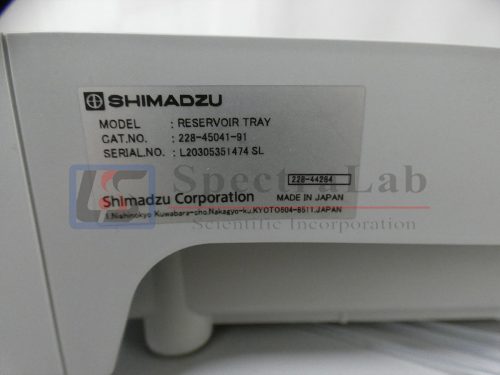 SHIMADZU
MODEL : RESERVOIR TRAY
CAT.NO. : 228-45041-91
SERIAL.NO. : L20305351474 SL
228-44264
Shimadzu Corporation MADE IN JAPAN
1,Nishinokyo Kuwabara-cho,Nakagyo-ku,KYOTO604-8511,JAPAN
SpectraLab
Scientific Incorporation